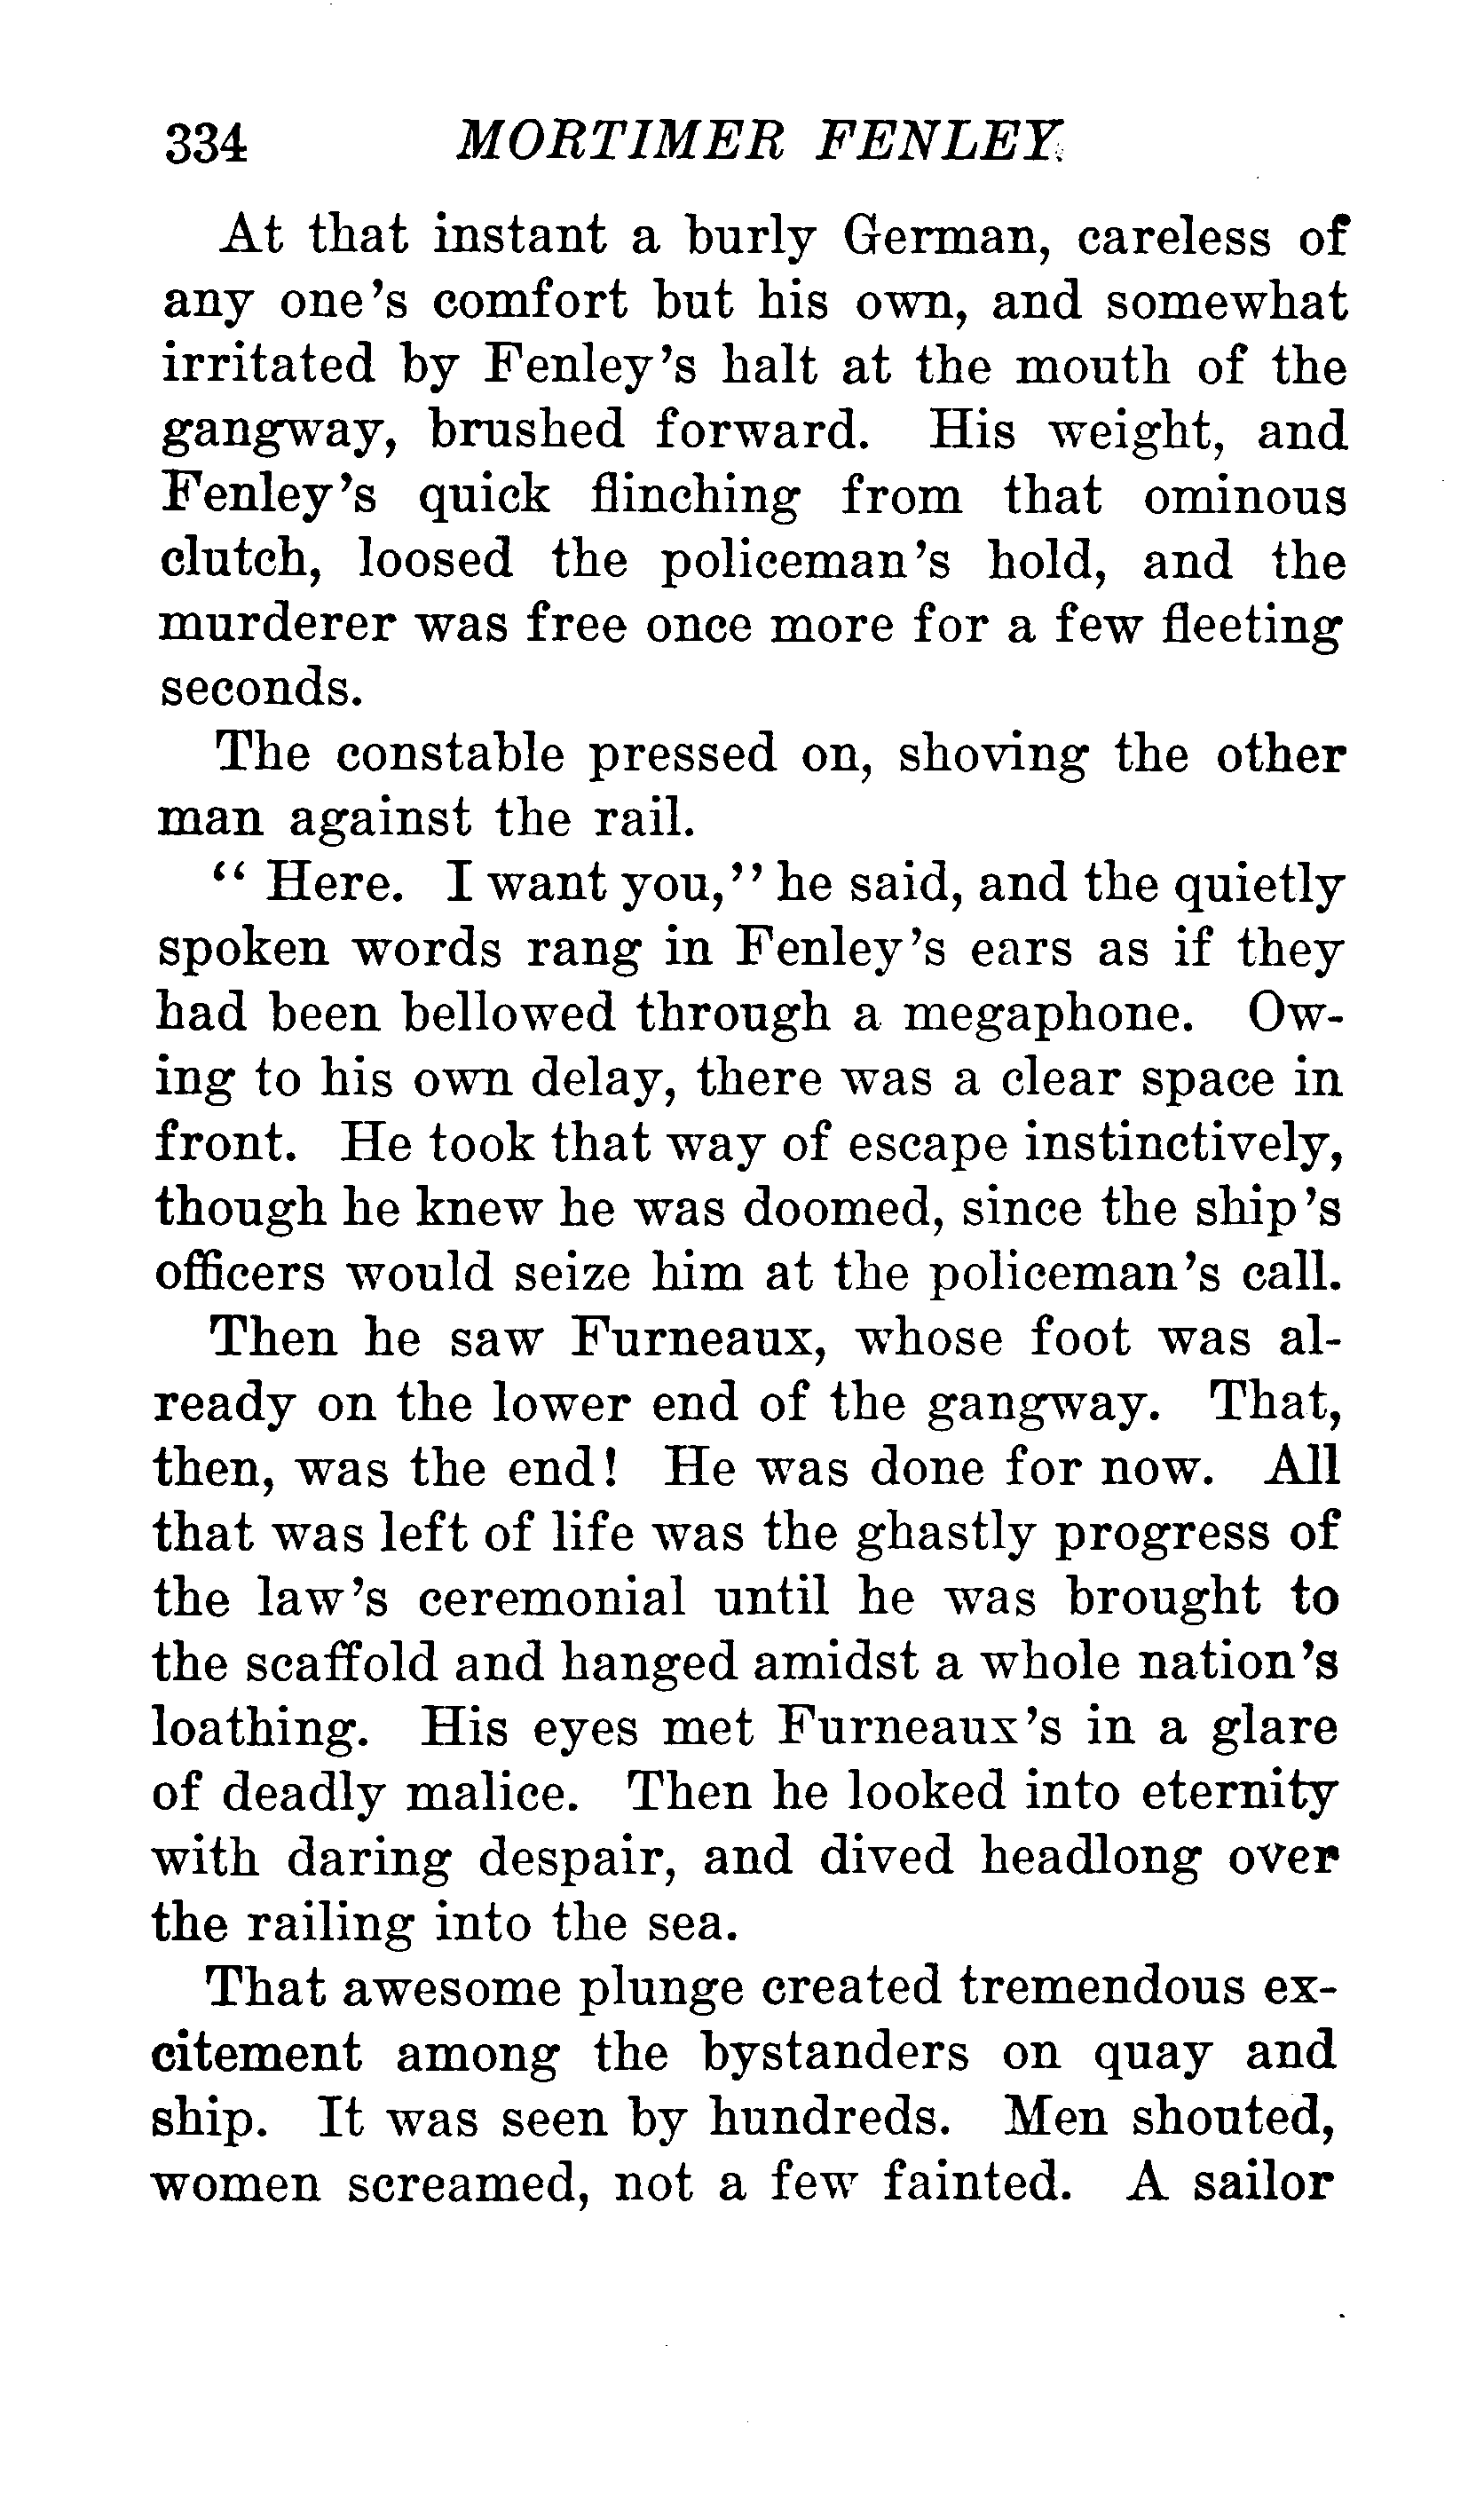 334 MORTIMER FENLEY
At that instant a burly German, careless of
any one's comfort but his own, and somewhat
irritated by Fenley's halt at the mouth of the
gangway, brushed forward. His weight, and
Fenley's quick flinching from that ominous
clutch, loosed the policeman's hold, and the
murderer was free once more for a few fleeting
seconds.
The constable pressed on, shoving the other
man against the rail.
"Here. I want you," he said, and the quietly
spoken words rang in Fenley's ears as if they
had been bellowed through a megaphone. Ow-
ing to his own delay, there was a clear space in
front. He took that way of escape instinctively,
though he knew he was doomed, since the ship's
officers would seize him at the policeman's call.
Then he saw Furneaux, whose foot was al-
ready on the lower end of the gangway. That,
then, was the end! He was done for now. All
that was left of life was the ghastly progress of
the law's ceremonial until he was brought to
the scaffold and hanged amidst a whole nation's
loathing. His eyes met Furneaux's in a glare
of deadly malice. Then he looked into eternity
with daring despair, and dived headlong over
the railing into the sea.
That awesome plunge created tremendous ex-
citement among the bystanders on quay and
ship. It was seen by hundreds. Men shouted,
women screamed, not a few fainted. A sailor